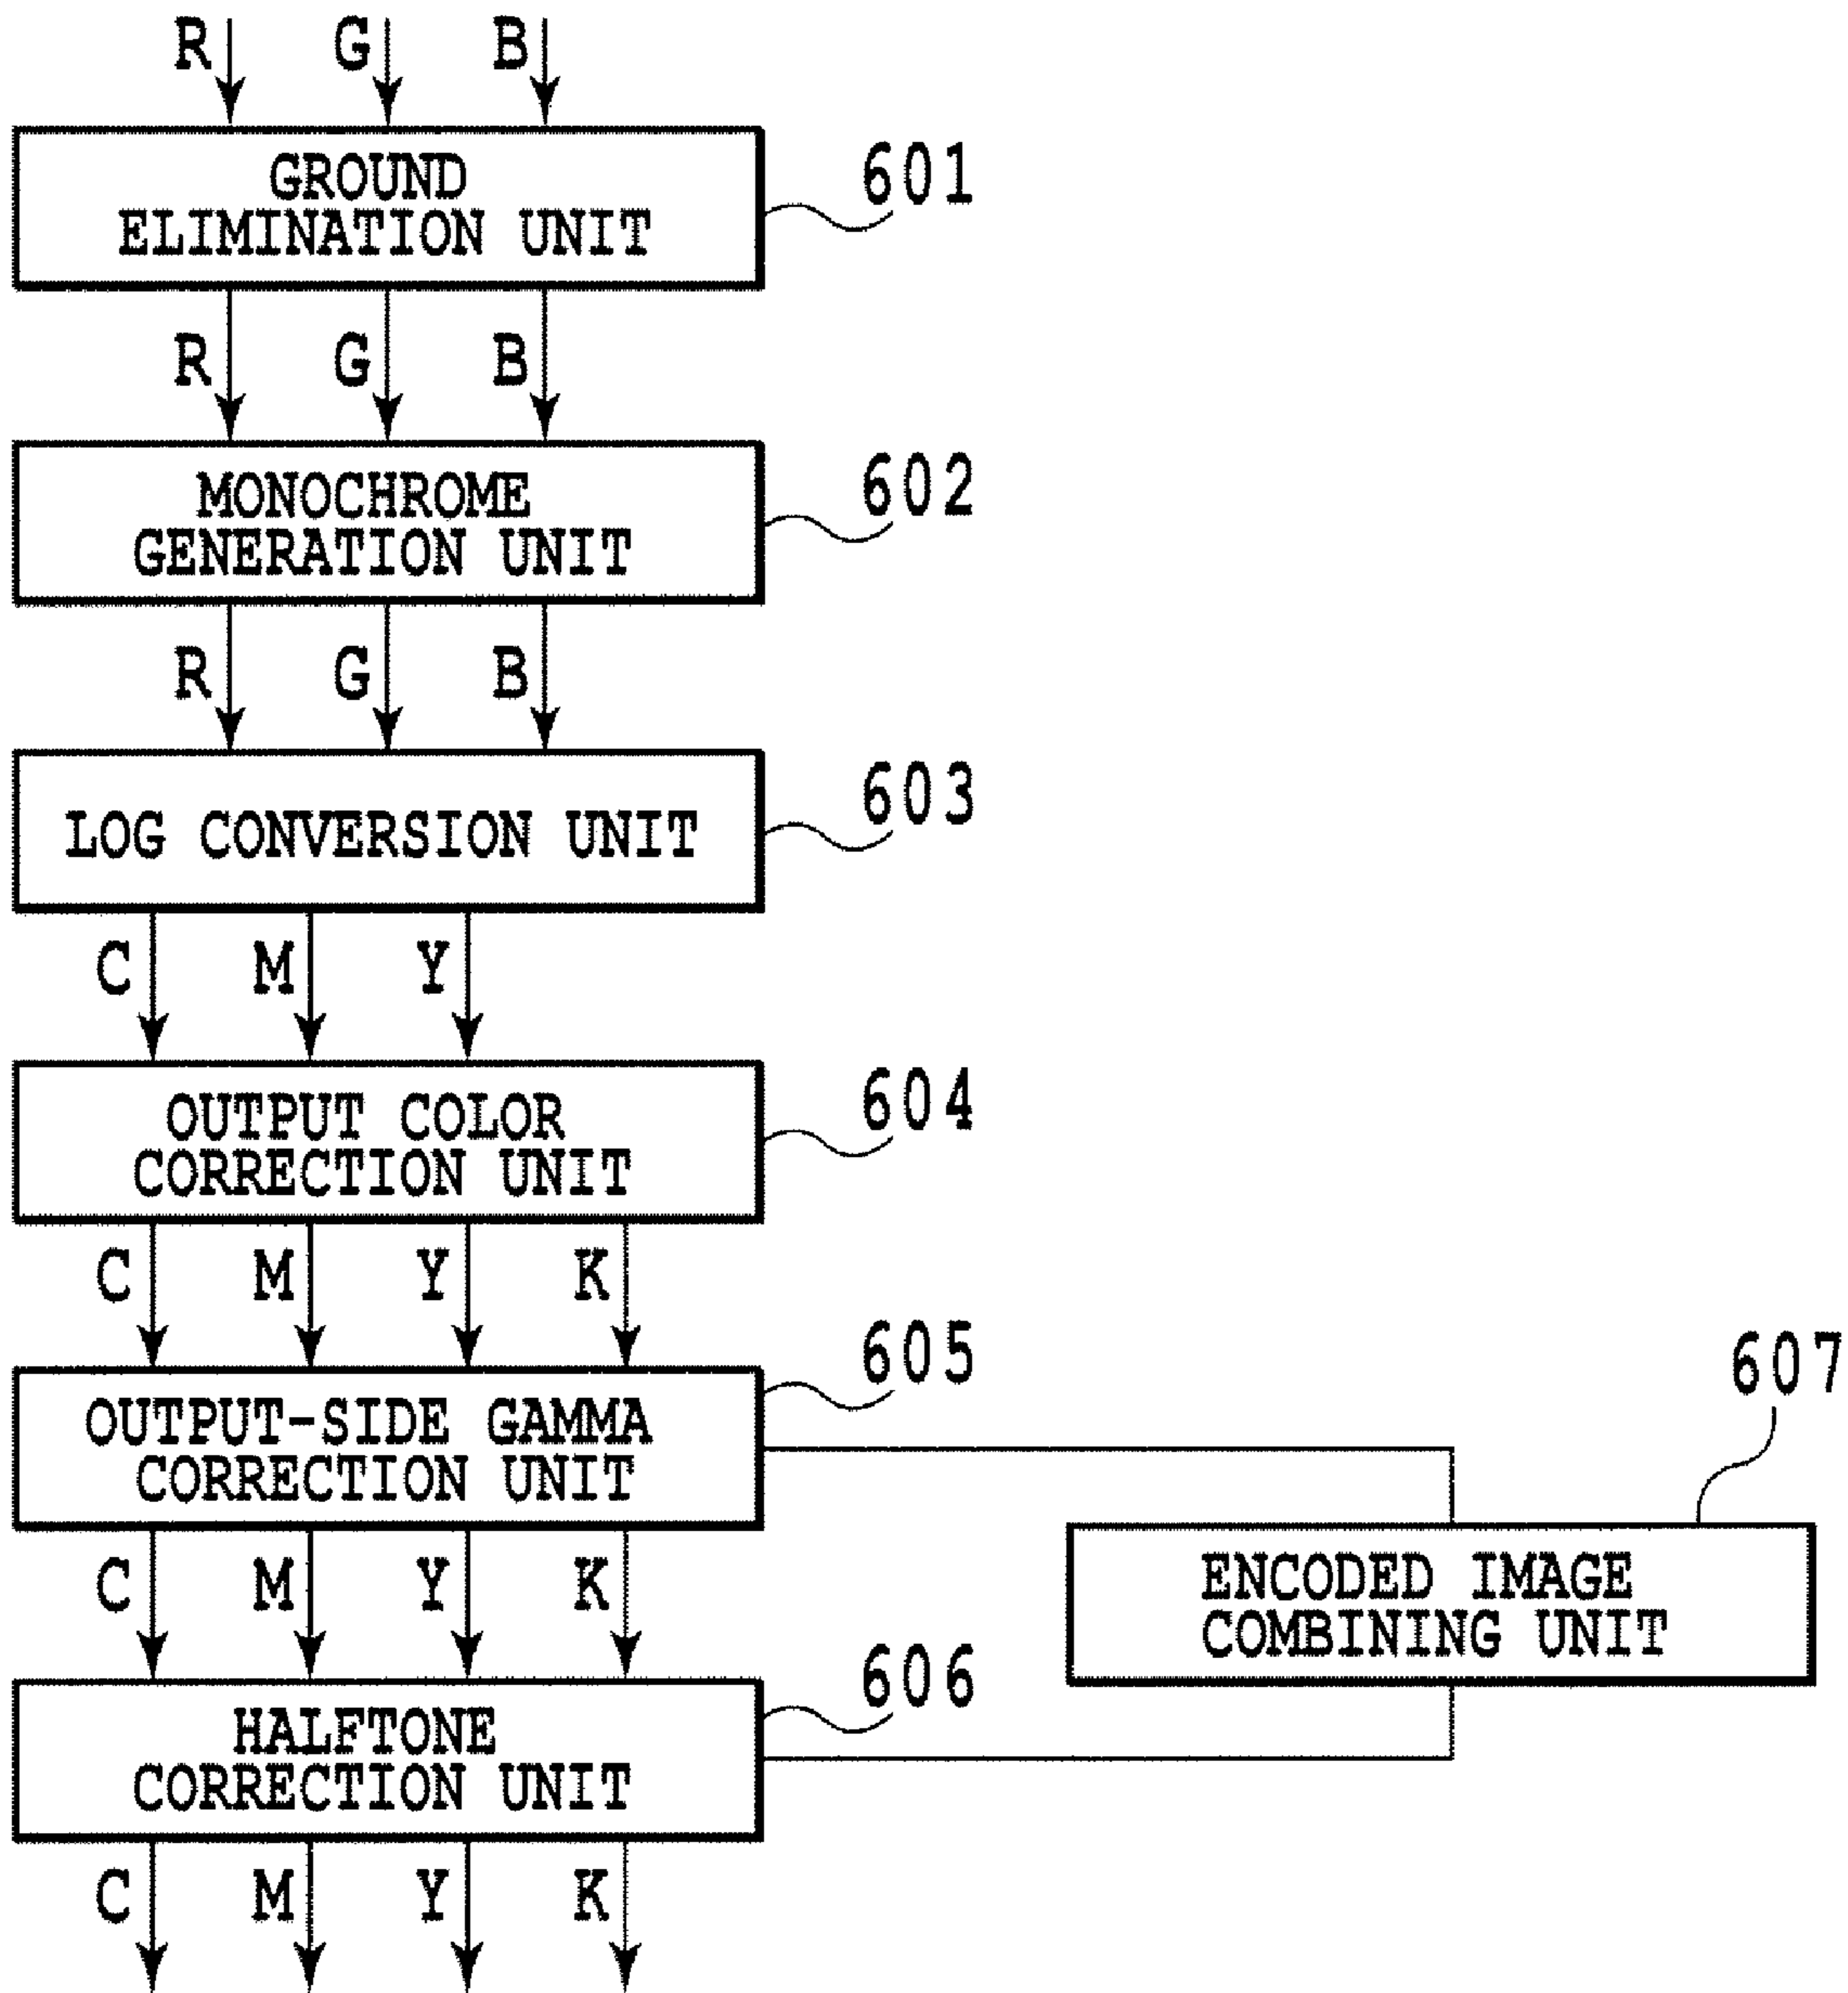 R G B
GROUND
ELIMINATION UNIT
601
R G B
MONOCHROME
GENERATION UNIT
602
R G B
LOG CONVERSION UNIT
603
C M Y
OUTPUT COLOR
CORRECTION UNIT
604
C M Y K
OUTPUT-SIDE GAMMA
CORRECTION UNIT
605
607
ENCODED IMAGE
COMBINING UNIT
C M Y K
HALFTONE
CORRECTION UNIT
606
C M Y K